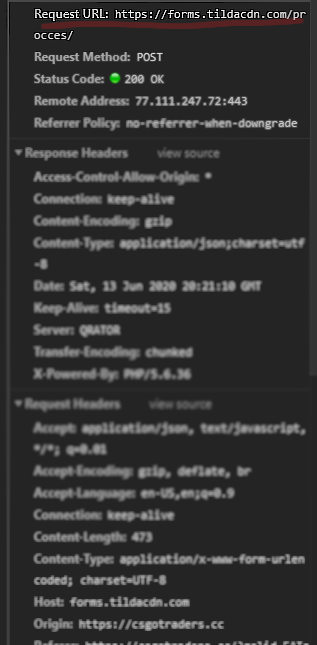 Request URL: https://forms.tildacdn.com/pr
occes/
Request Method: POST
Status Code: 200 OK
Remote Address: 77.111.247.72:443
Referrer Policy: no-referrer-when-downgrade
Response Headers view source
Access-Control-Allow-Origin: *
Connection: keep-alive
Content-Encoding: gzip
Content-Type: application/json;charset=utf
-8
Date: Sat, 13 Jun 2020 20:21:10 GMT
Keep-Alive: timeout=15
Server: QRATOR
Transfer-Encoding: chunked
X-Powered-By: PHP/5.6.36
Request Headers view source
Accept: application/json, text/javascript,
*/*; q=0.01
Accept-Encoding: gzip, deflate, br
Accept-Language: en-US,en;q=0.9
Connection: keep-alive
Content-Length: 473
Content-Type: application/x-www-form-urlen
coded; charset=UTF-8
Host: forms.tildacdn.com
Origin: https://csgotraders.cc